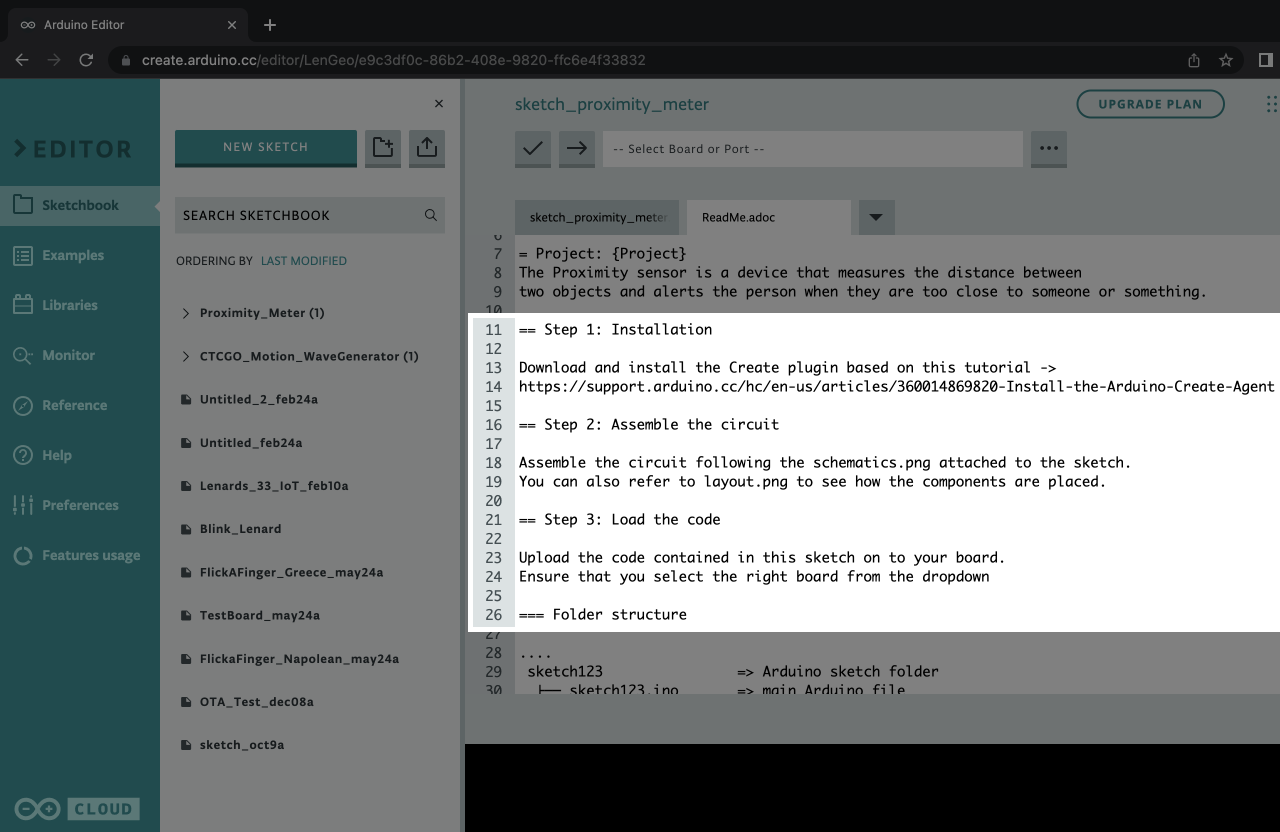 Arduino Editor
create.arduino.cc/editor/LenGeo/e9c3df0c-86b2-408e-9820-ffc6e4f33832
EDITOR
Sketchbook
Examples
Libraries
Monitor
Reference
Help
Preferences
Features usage
CLOUD
NEW SKETCH
SEARCH SKETCHBOOK
ORDERING BY LAST MODIFIED
Proximity_Meter (1)
CTCGO_Motion_WaveGenerator (1)
Untitled_2_feb24a
Untitled_feb24a
Lenards_33_IoT_feb10a
Blink_Lenard
FlickAFinger_Greece_may24a
TestBoard_may24a
FlickaFinger_Napolean_may24a
OTA_Test_dec08a
sketch_oct9a
sketch_proximity_meter
UPGRADE PLAN
-- Select Board or Port --
sketch_proximity_meter
ReadMe.adoc
6
7 = Project: {Project}
8 The Proximity sensor is a device that measures the distance between
9 two objects and alerts the person when they are too close to someone or something.
10
11 == Step 1: Installation
12
13 Download and install the Create plugin based on this tutorial ->
14 https://support.arduino.cc/hc/en-us/articles/360014869820-Install-the-Arduino-Create-Agent
15
16 == Step 2: Assemble the circuit
17
18 Assemble the circuit following the schematics.png attached to the sketch.
19 You can also refer to layout.png to see how the components are placed.
20
21 == Step 3: Load the code
22
23 Upload the code contained in this sketch on to your board.
24 Ensure that you select the right board from the dropdown
25
26 === Folder structure
27
28 ....
29 sketch123 => Arduino sketch folder
30 ├── sketch123.ino => main Arduino file